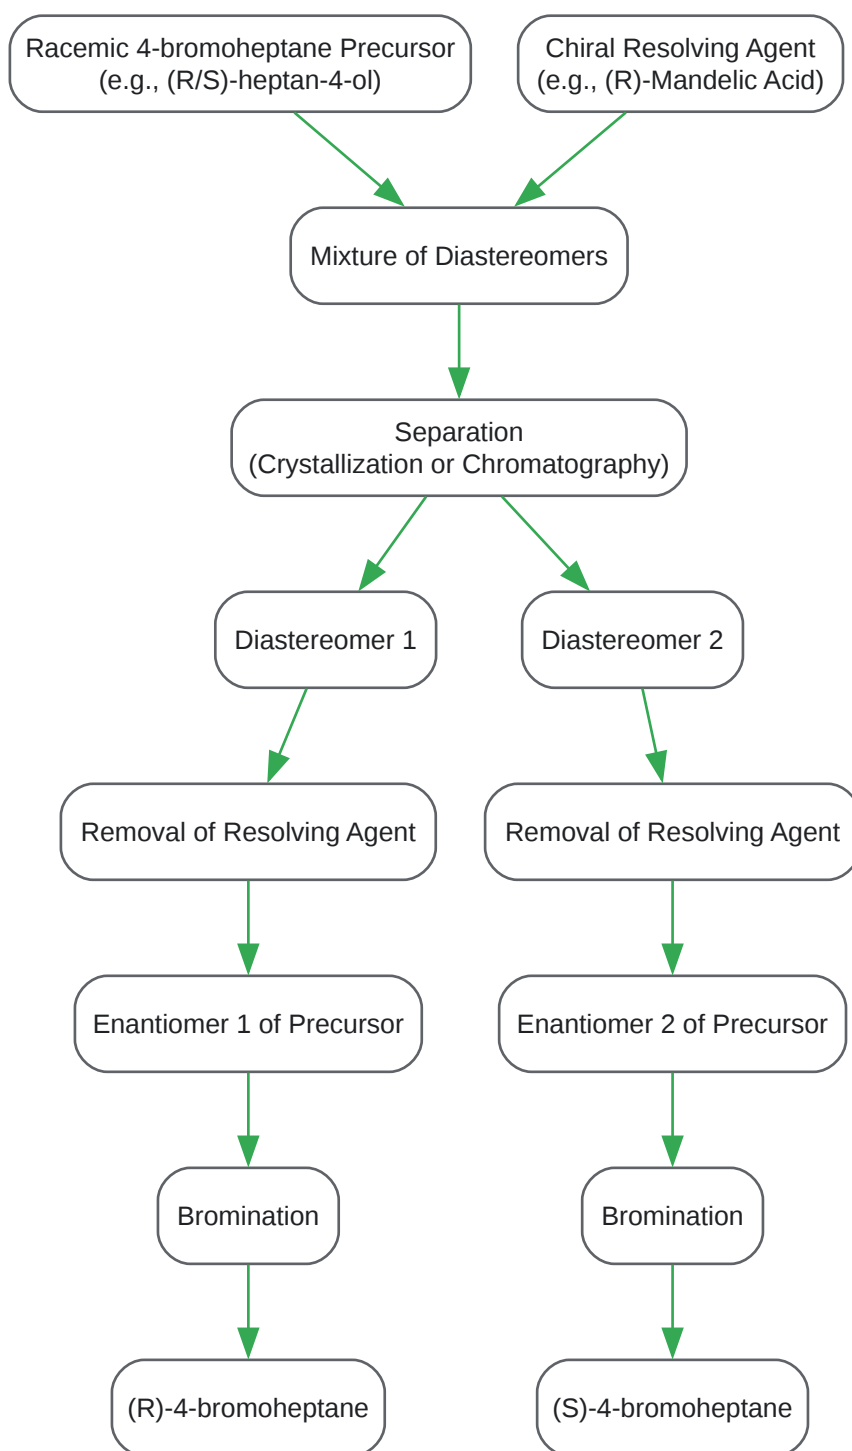 Racemic 4-bromoheptane Precursor
(e.g., (R/S)-heptan-4-ol)
Chiral Resolving Agent
(e.g., (R)-Mandelic Acid)
Mixture of Diastereomers
Separation
(Crystallization or Chromatography)
Diastereomer 1
Diastereomer 2
Removal of Resolving Agent
Removal of Resolving Agent
Enantiomer 1 of Precursor
Enantiomer 2 of Precursor
Bromination
Bromination
(R)-4-bromoheptane
(S)-4-bromoheptane